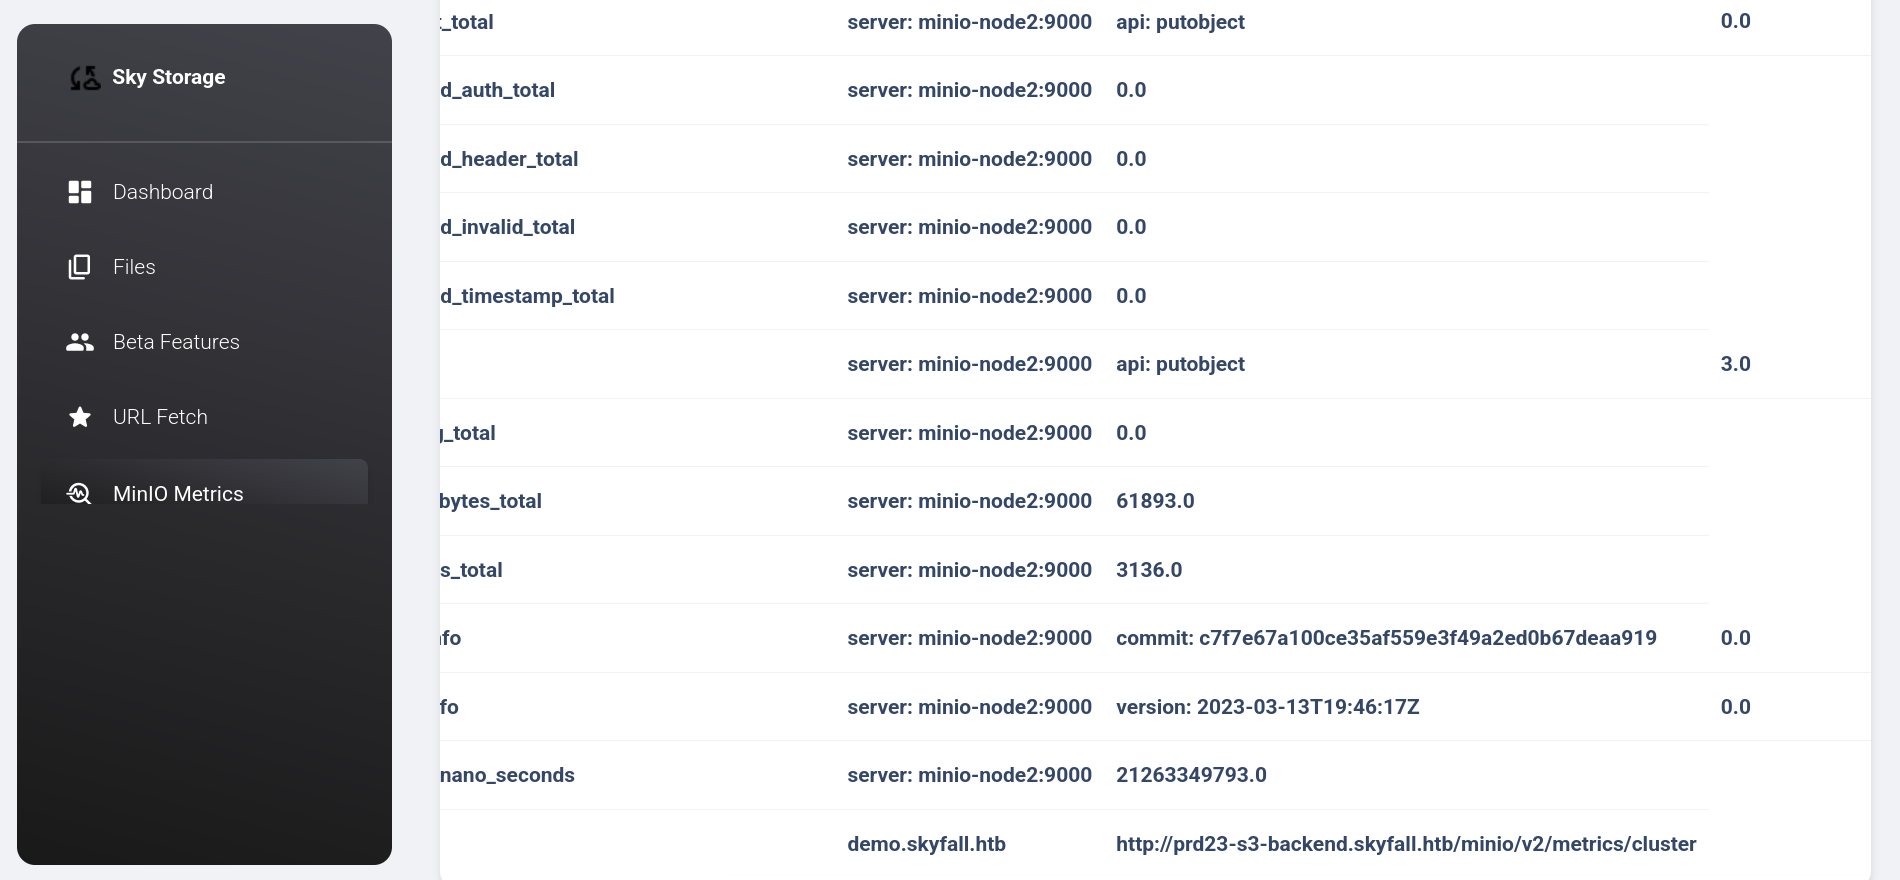 Sky Storage
Dashboard
Files
Beta Features
URL Fetch
MinIO Metrics
_total server: minio-node2:9000 api: putobject 0.0
d_auth_total server: minio-node2:9000 0.0
d_header_total server: minio-node2:9000 0.0
d_invalid_total server: minio-node2:9000 0.0
d_timestamp_total server: minio-node2:9000 0.0
server: minio-node2:9000 api: putobject 3.0
g_total server: minio-node2:9000 0.0
bytes_total server: minio-node2:9000 61893.0
s_total server: minio-node2:9000 3136.0
nfo server: minio-node2:9000 commit: c7f7e67a100ce35af559e3f49a2ed0b67deaa919 0.0
fo server: minio-node2:9000 version: 2023-03-13T19:46:17Z 0.0
nano_seconds server: minio-node2:9000 21263349793.0
demo.skyfall.htb http://prd23-s3-backend.skyfall.htb/minio/v2/metrics/cluster